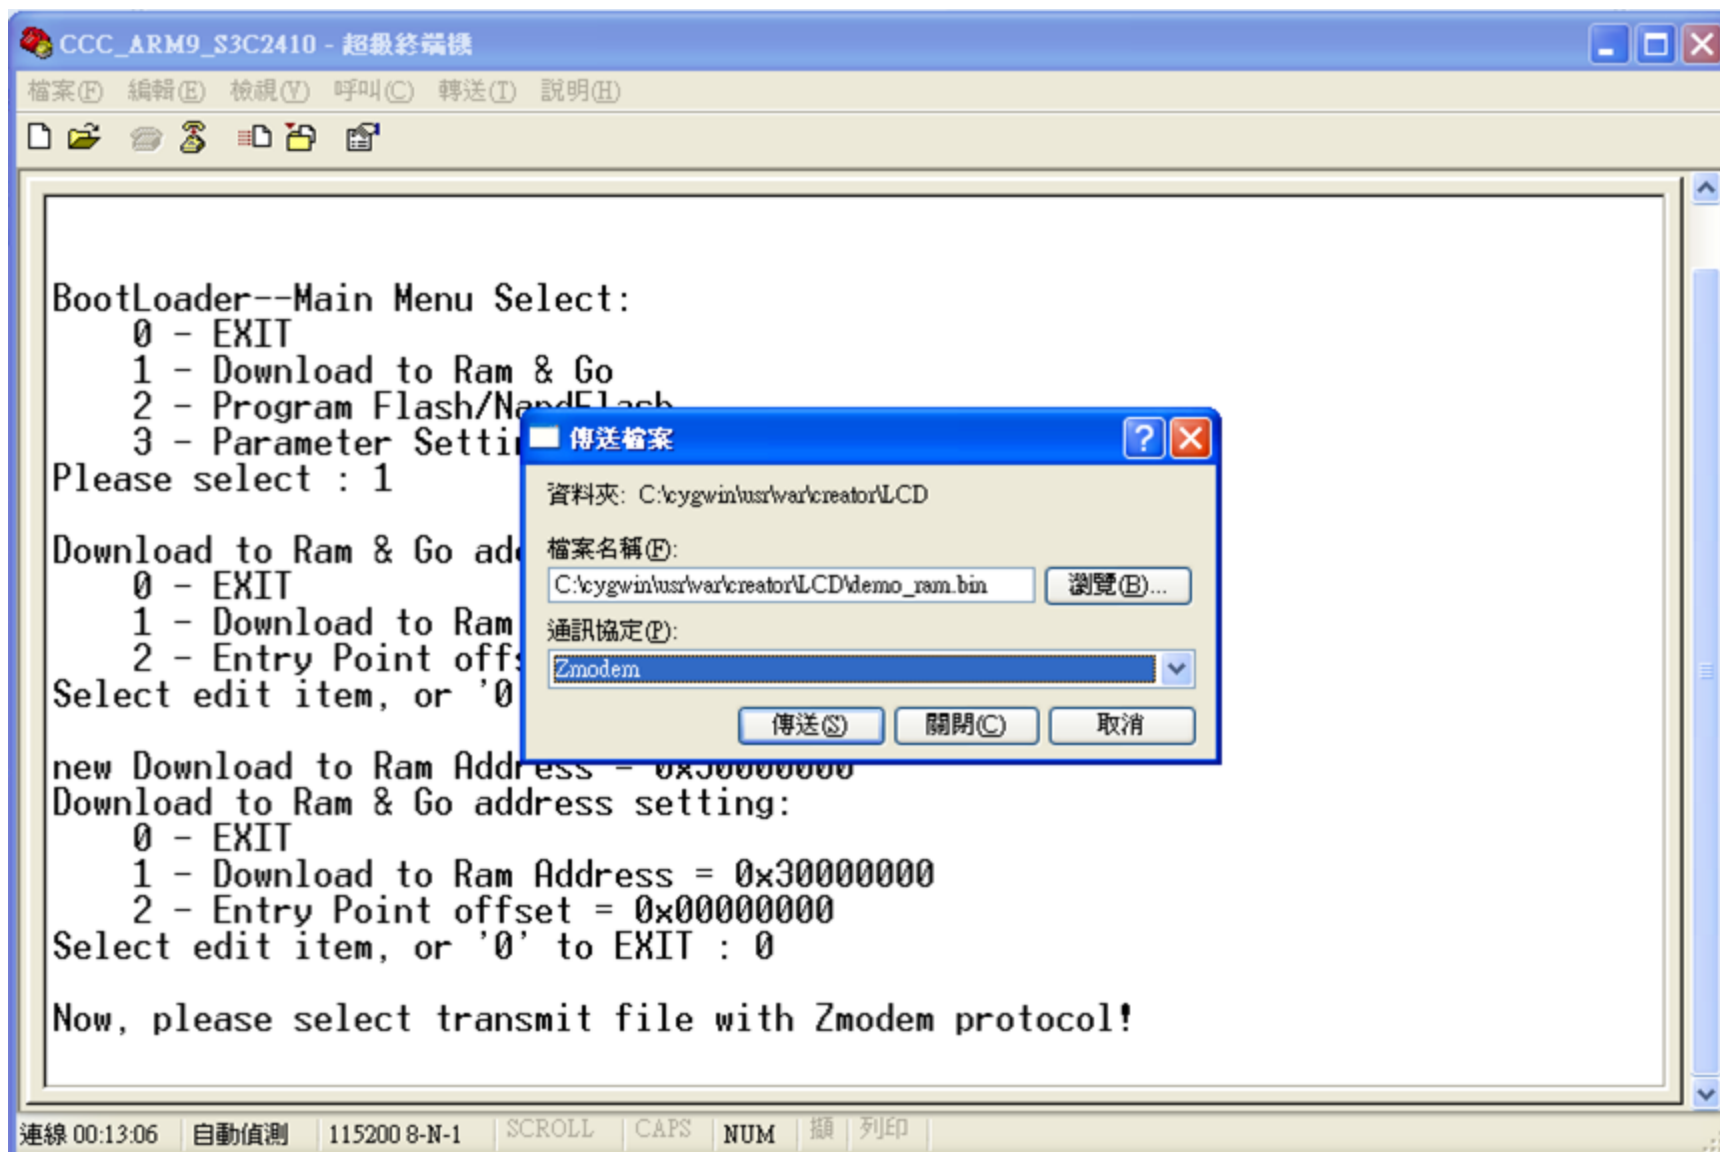 CCC_ARM9_S3C2410 - 超級終端機
檔案(F) 編輯(E) 檢視(V) 呼叫(C) 轉送(T) 說明(H)
BootLoader--Main Menu Select:
0 - EXIT
1 - Download to Ram & Go
2 - Program Flash/NandFlash
3 - Parameter Setti
Please select : 1
Download to Ram & Go add
0 - EXIT
1 - Download to Ram
2 - Entry Point offs
Select edit item, or '0
new Download to Ram Address = 0x30000000
Download to Ram & Go address setting:
0 - EXIT
1 - Download to Ram Address = 0x30000000
2 - Entry Point offset = 0x00000000
Select edit item, or '0' to EXIT : 0
Now, please select transmit file with Zmodem protocol!
傳送檔案
資料夾: C:\cygwin\usr\var\creator\LCD
檔案名稱(F):
C:\cygwin\usr\var\creator\LCD\demo_ram.bin 瀏覽(B)...
通訊協定(P):
Zmodem
傳送(S) 關閉(C) 取消
連線 00:13:06 自動偵測 115200 8-N-1 SCROLL CAPS NUM 擷 列印